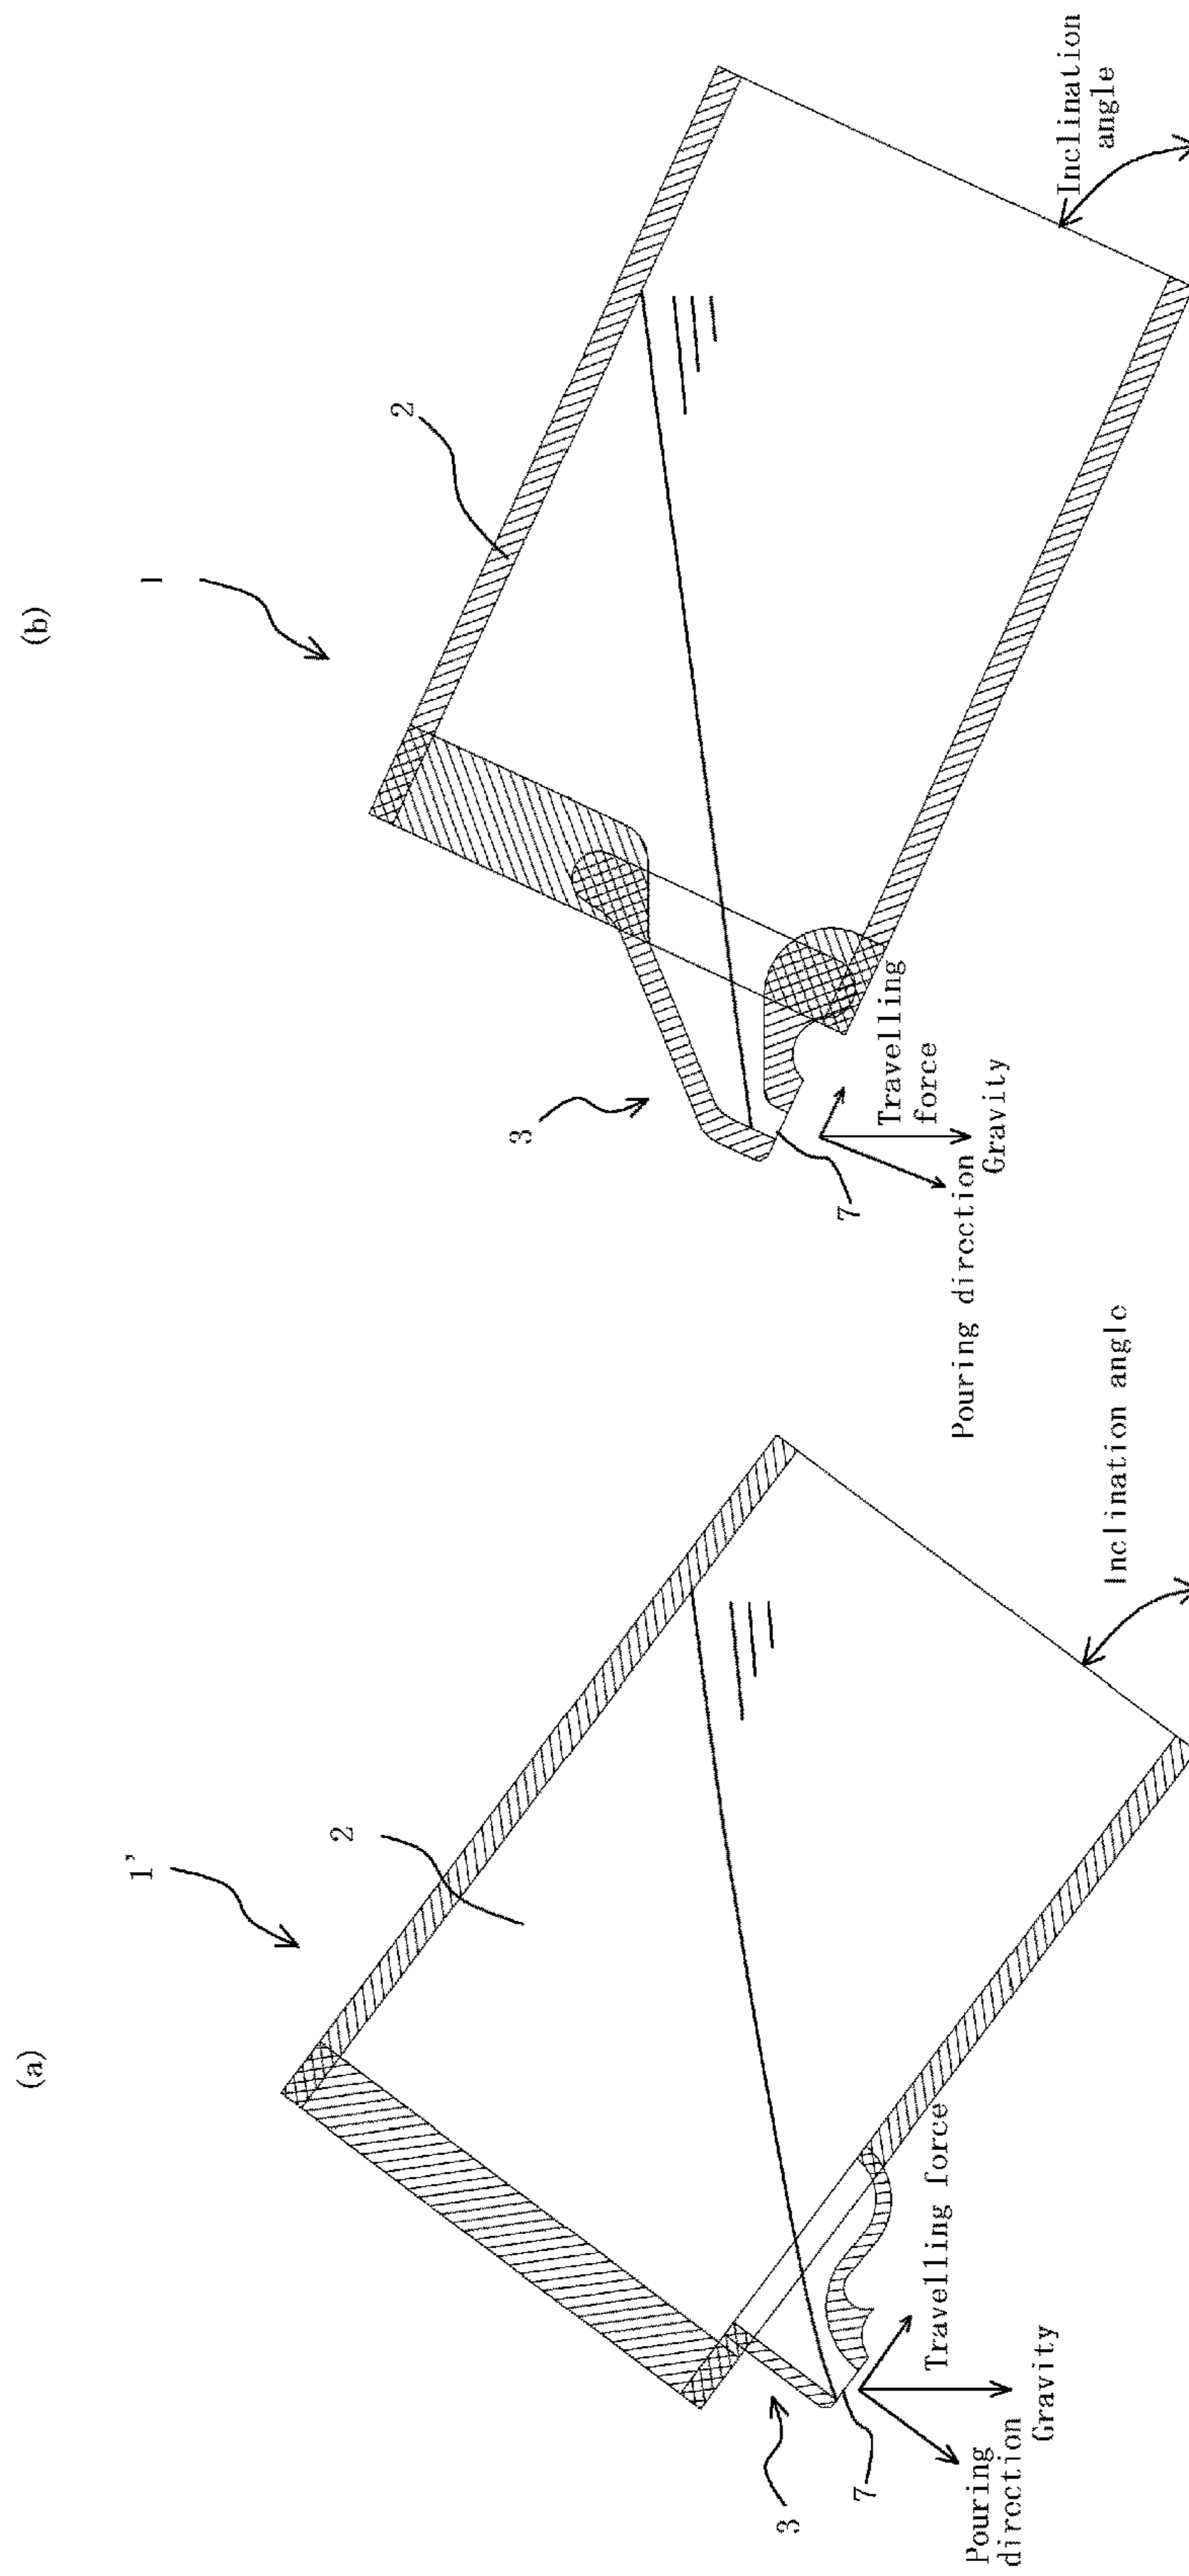 (a)
1'
2
3
7
Pouring
direction
Gravity
Travelling force
Inclination angle
(b)
1
2
3
7
Travelling
force
Gravity
Pouring direction
Inclination
angle